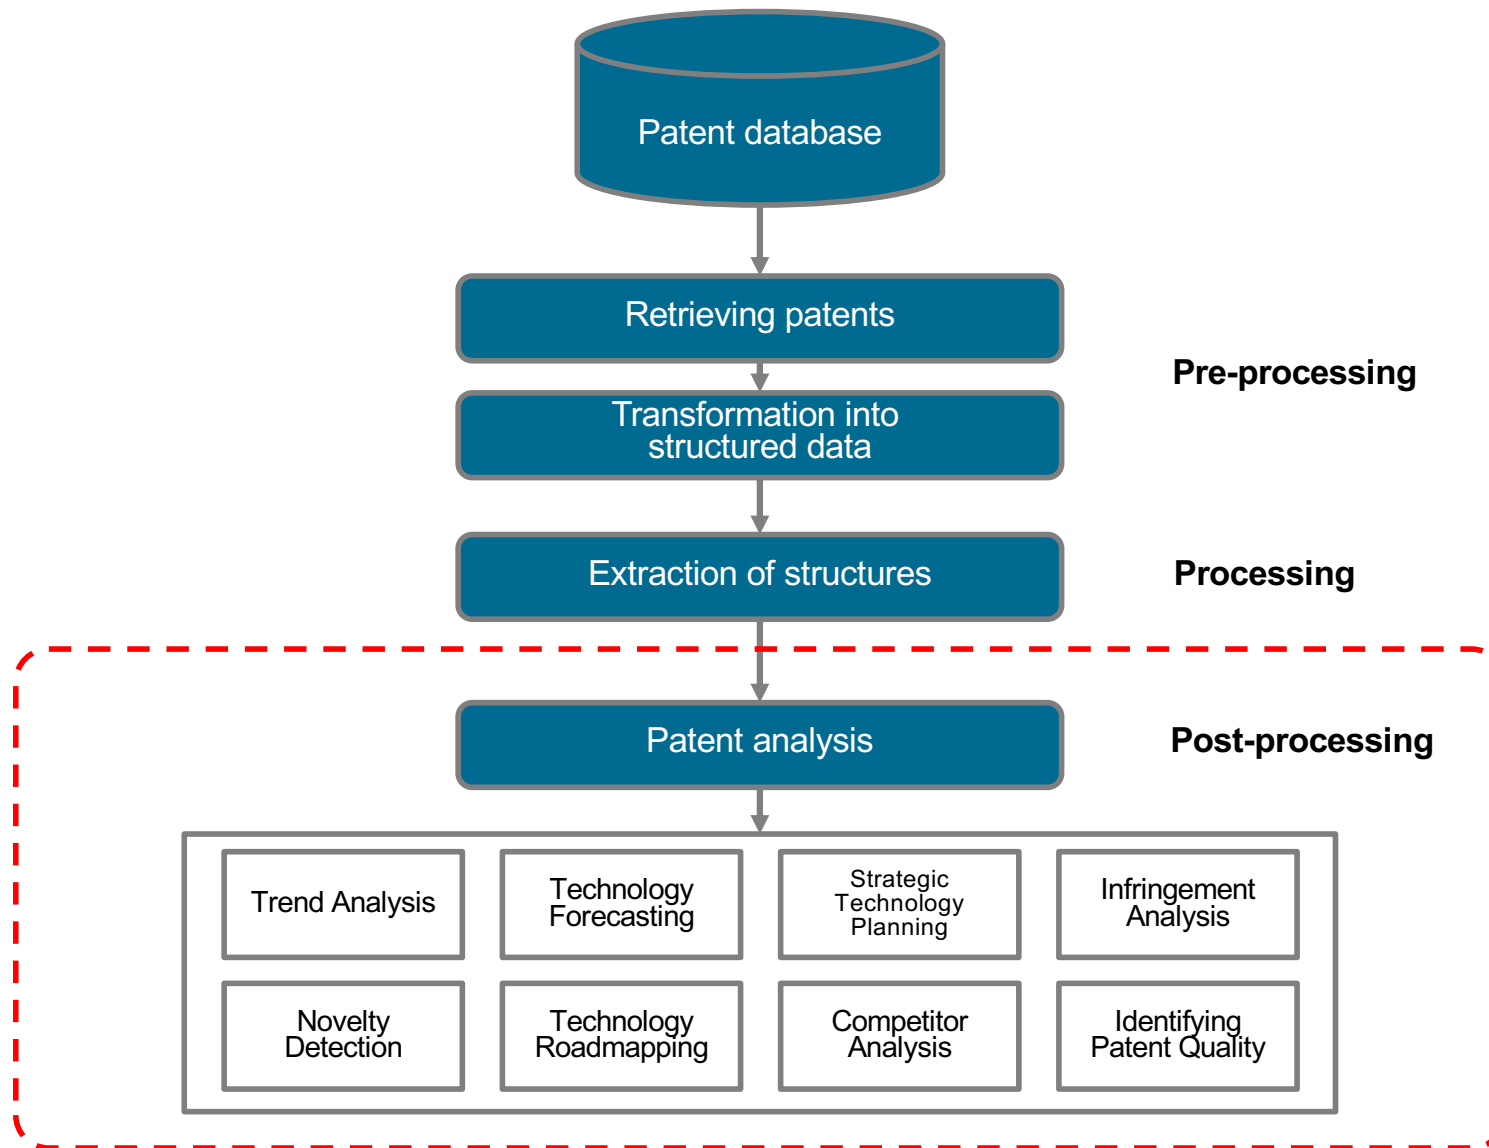 Patent database
Retrieving patents
Pre-processing
Transformation into
structured data
Extraction of structures
Processing
Patent analysis
Post-processing
Trend Analysis
Technology
Forecasting
Strategic
Technology
Planning
Infringement
Analysis
Novelty
Detection
Technology
Roadmapping
Competitor
Analysis
Identifying
Patent Quality